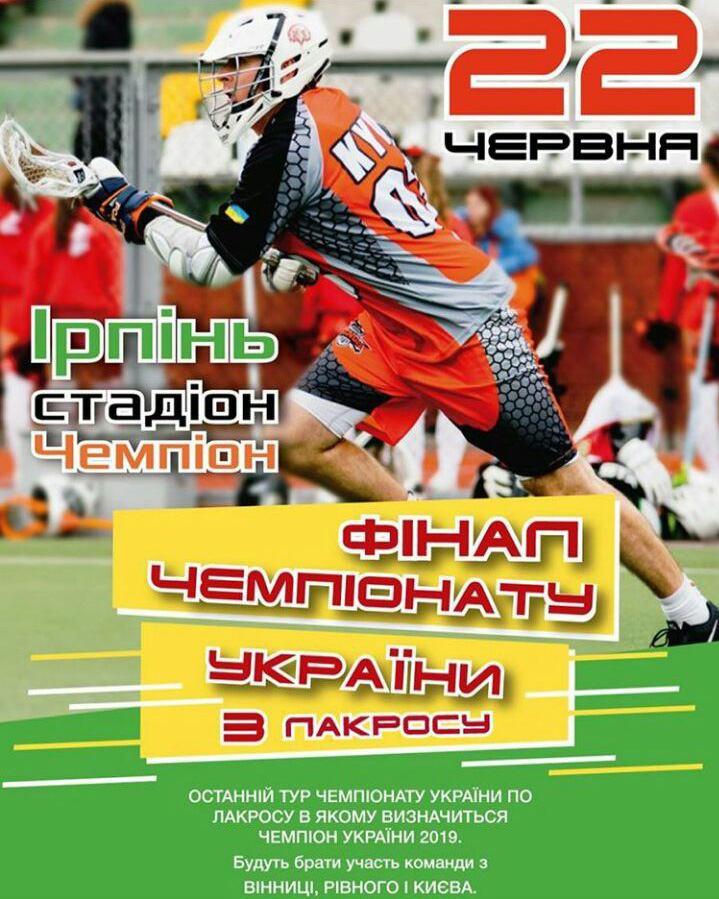 22
ЧЕРВНЯ
Ірпінь
стадіон
Чемпіон
ФІНАЛ
ЧЕМПІОНАТУ
УКРАЇНИ
З ЛАКРОСУ
ОСТАННІЙ ТУР ЧЕМПІОНАТУ УКРАЇНИ ПО
ЛАКРОСУ В ЯКОМУ ВИЗНАЧИТЬСЯ
ЧЕМПІОН УКРАЇНИ 2019.
Будуть брати участь команди з
ВІННИЦІ, РІВНОГО І КИЄВА.